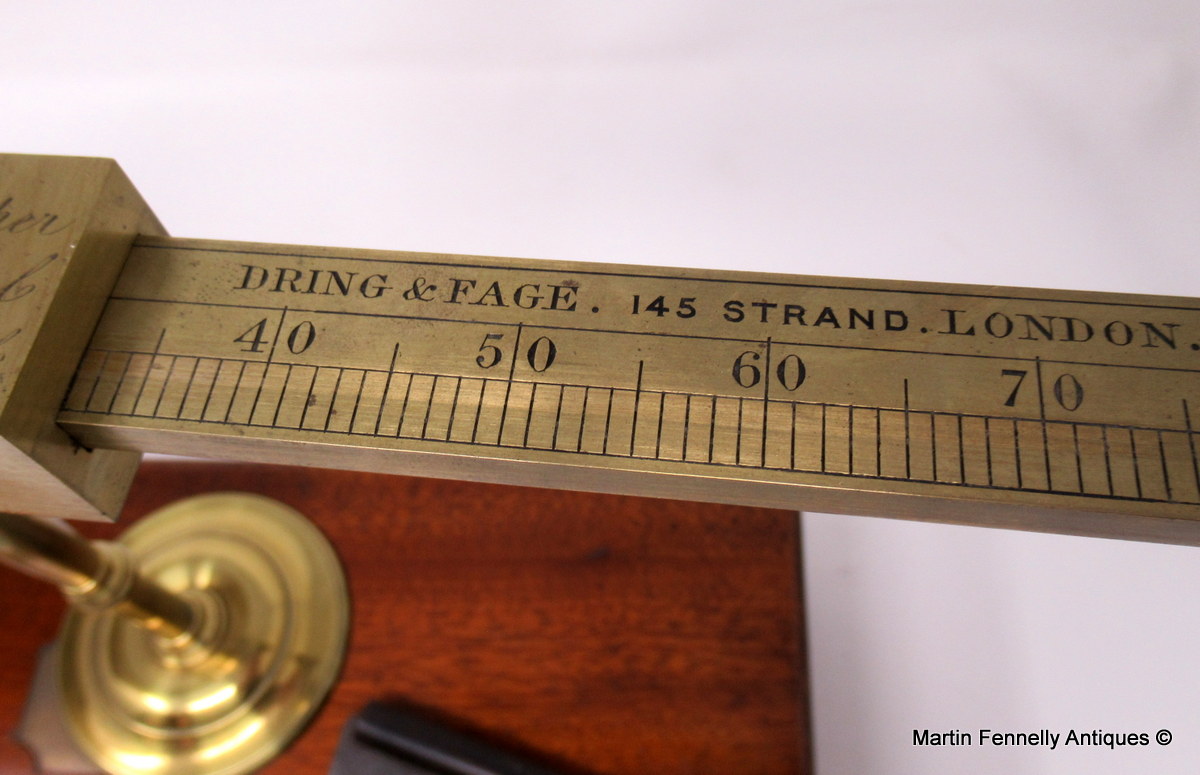 DRING & FAGE. 145 STRAND. LONDON.
40 50 60 70
Martin Fennelly Antiques ©